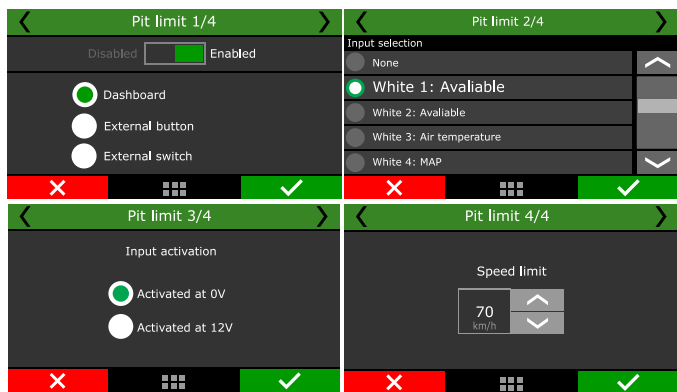 Pit limit 1/4
Disabled Enabled
Dashboard
External button
External switch
Pit limit 2/4
Input selection
None
White 1: Avaliable
White 2: Avaliable
White 3: Air temperature
White 4: MAP
Pit limit 3/4
Input activation
Activated at 0V
Activated at 12V
Pit limit 4/4
Speed limit
70
km/h